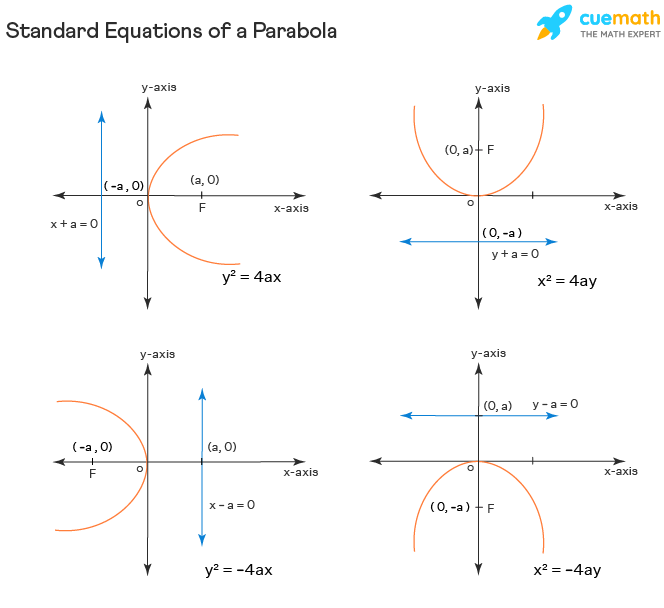 Standard Equations of a Parabola
cuemath
THE MATH EXPERT
y-axis
(-a, 0)
(a, 0)
o
F
x-axis
x + a = 0
y² = 4ax
y-axis
(0, a)
F
o
x-axis
(0, -a)
y + a = 0
x² = 4ay
y-axis
(-a, 0)
(a, 0)
F
o
x-axis
x - a = 0
y² = -4ax
y-axis
(0, a)
y - a = 0
o
x-axis
(0, -a)
F
x² = -4ay